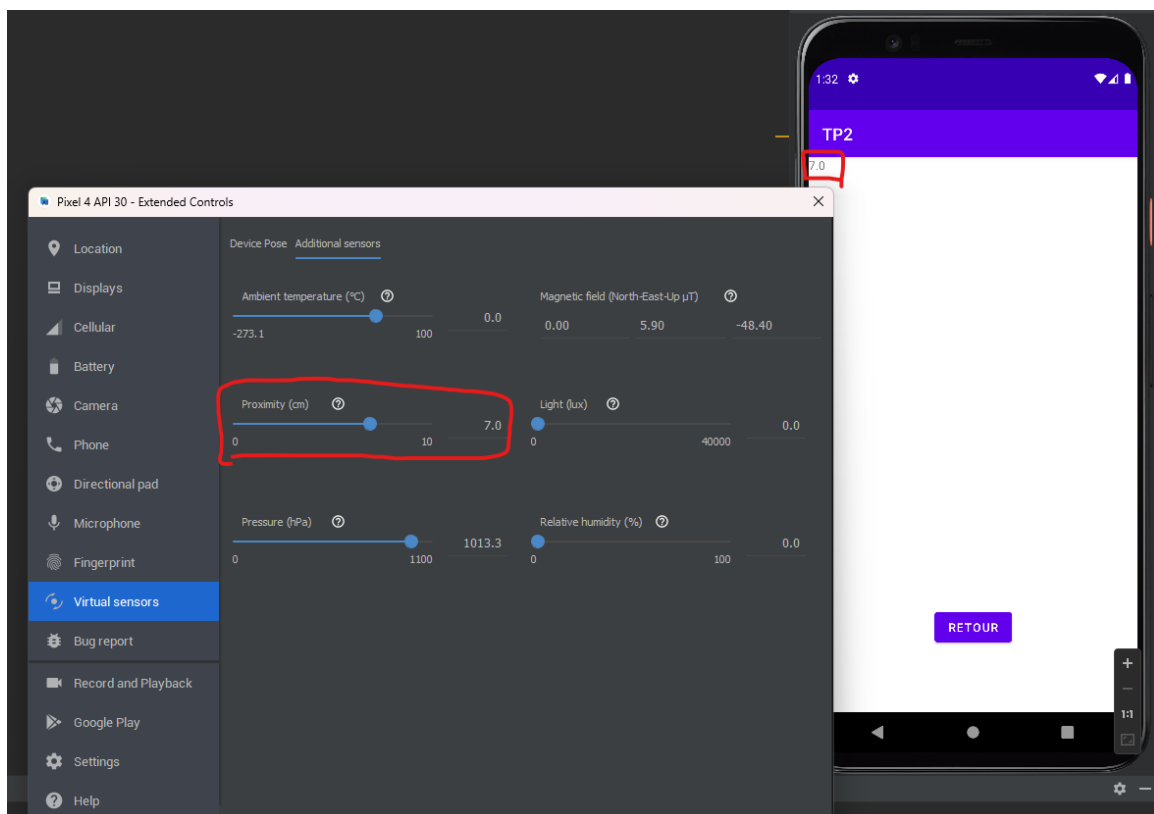 1:32
TP2
7.0
Pixel 4 API 30 - Extended Controls
Location
Displays
Cellular
Battery
Camera
Phone
Directional pad
Microphone
Fingerprint
Virtual sensors
Bug report
Record and Playback
Google Play
Settings
Help
Device Pose Additional sensors
Ambient temperature (°C) ?
0.0
-273.1 100
Magnetic field (North-East-Up μT) ?
0.00 5.90 -48.40
Proximity (cm) ?
7.0
0 10
Light (lux) ?
0.0
0 40000
Pressure (hPa) ?
1013.3
0 1100
Relative humidity (%) ?
0.0
0 100
RETOUR
1:1